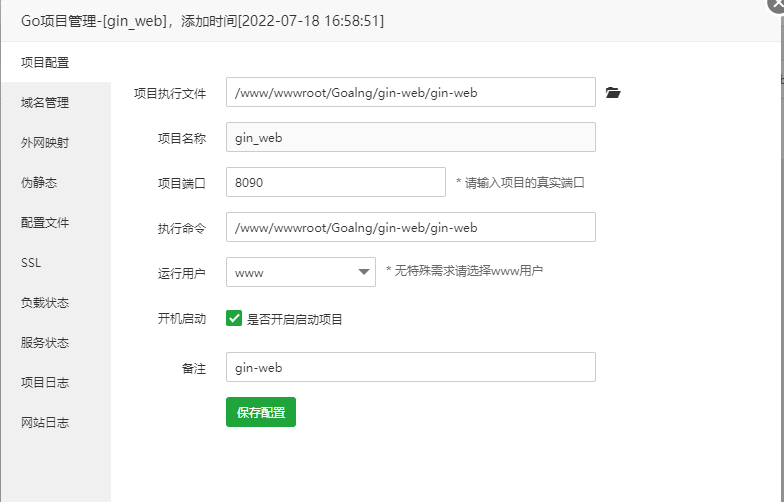 Go项目管理-[gin_web]，添加时间[2022-07-18 16:58:51]
项目配置
域名管理
外网映射
伪静态
配置文件
SSL
负载状态
服务状态
项目日志
网站日志
项目执行文件 /www/wwwroot/Goalng/gin-web/gin-web
项目名称 gin_web
项目端口 8090 * 请输入项目的真实端口
执行命令 /www/wwwroot/Goalng/gin-web/gin-web
运行用户 www * 无特殊需求请选择www用户
开机启动 是否开启启动项目
备注 gin-web
保存配置